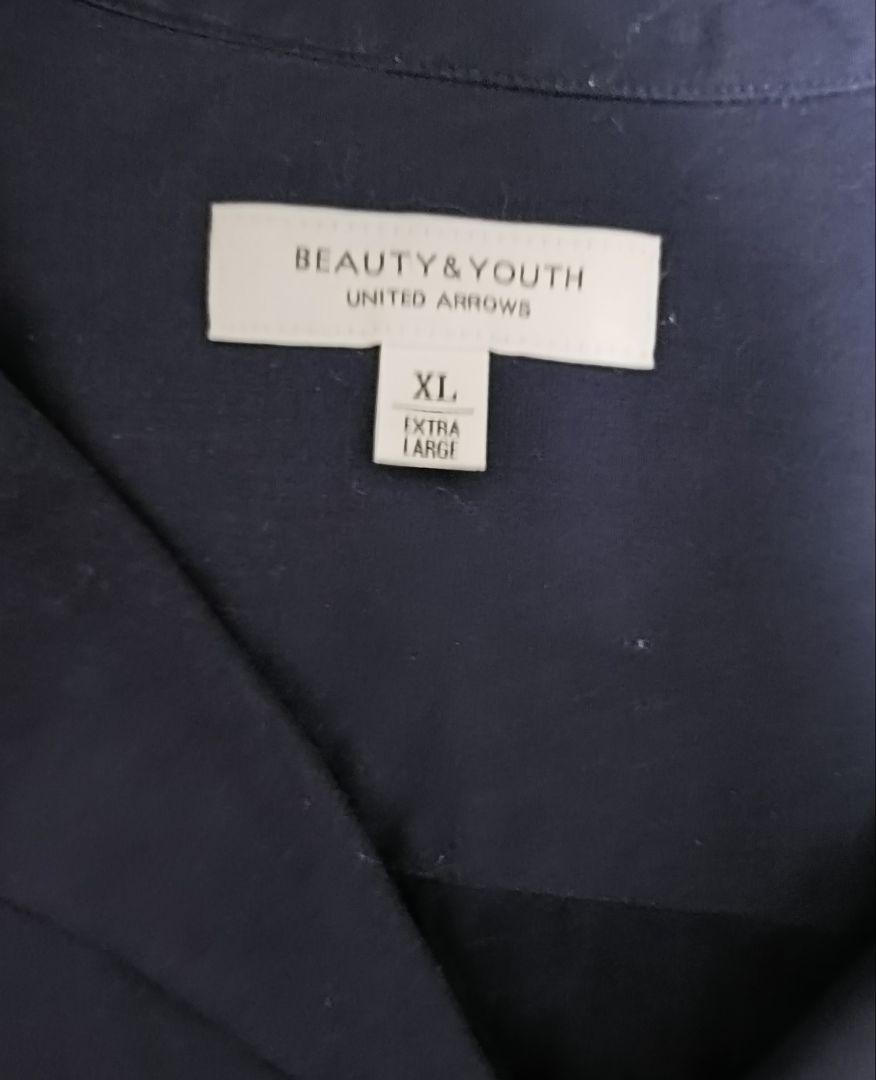 BEAUTY&YOUTH
UNITED ARROWS
XL
EXTRA
LARGE